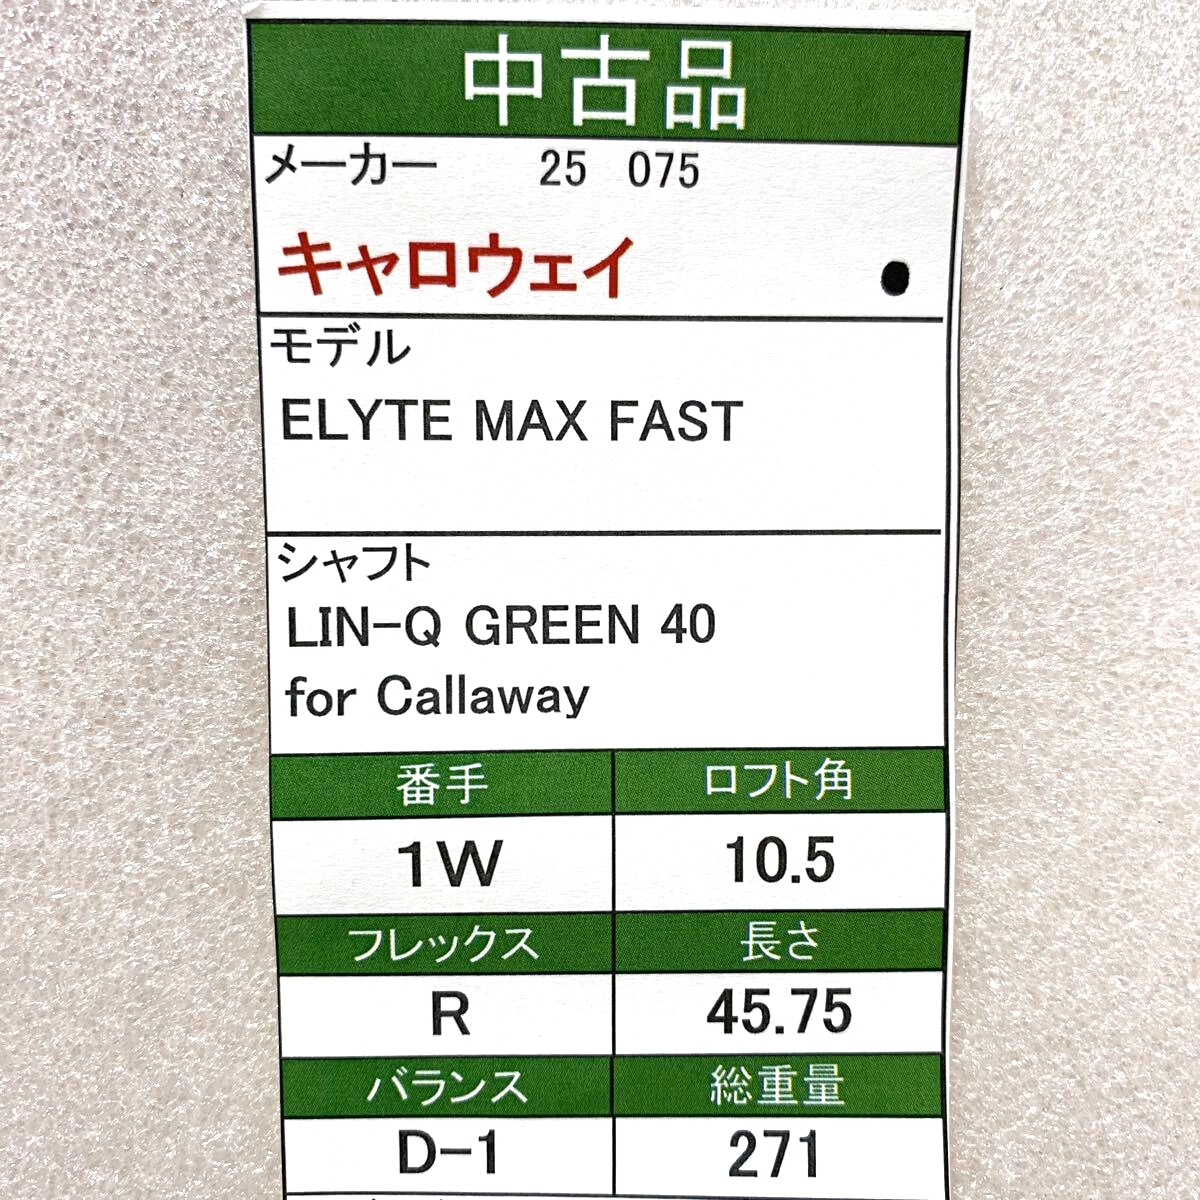 中古品
メーカー 25 075
キャロウェイ
モデル
ELYTE MAX FAST
シャフト
LIN-Q GREEN 40
for Callaway
番手 ロフト角
1W 10.5
フレックス 長さ
R 45.75
バランス 総重量
D-1 271